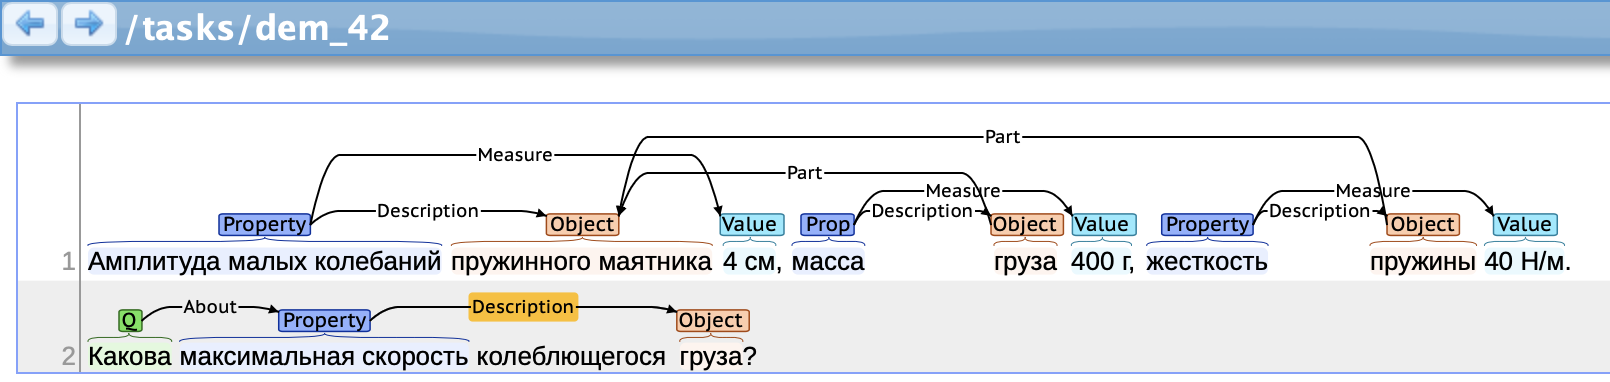 /tasks/dem_42
Part
Measure
Part
Measure Measure
Description Description Description
Property Object Value Prop Object Value Property Object Value
1 Амплитуда малых колебаний пружинного маятника 4 см, масса груза 400 г, жесткость пружины 40 Н/м.
About Description
Q Property Object
2 Какова максимальная скорость колеблющегося груза?